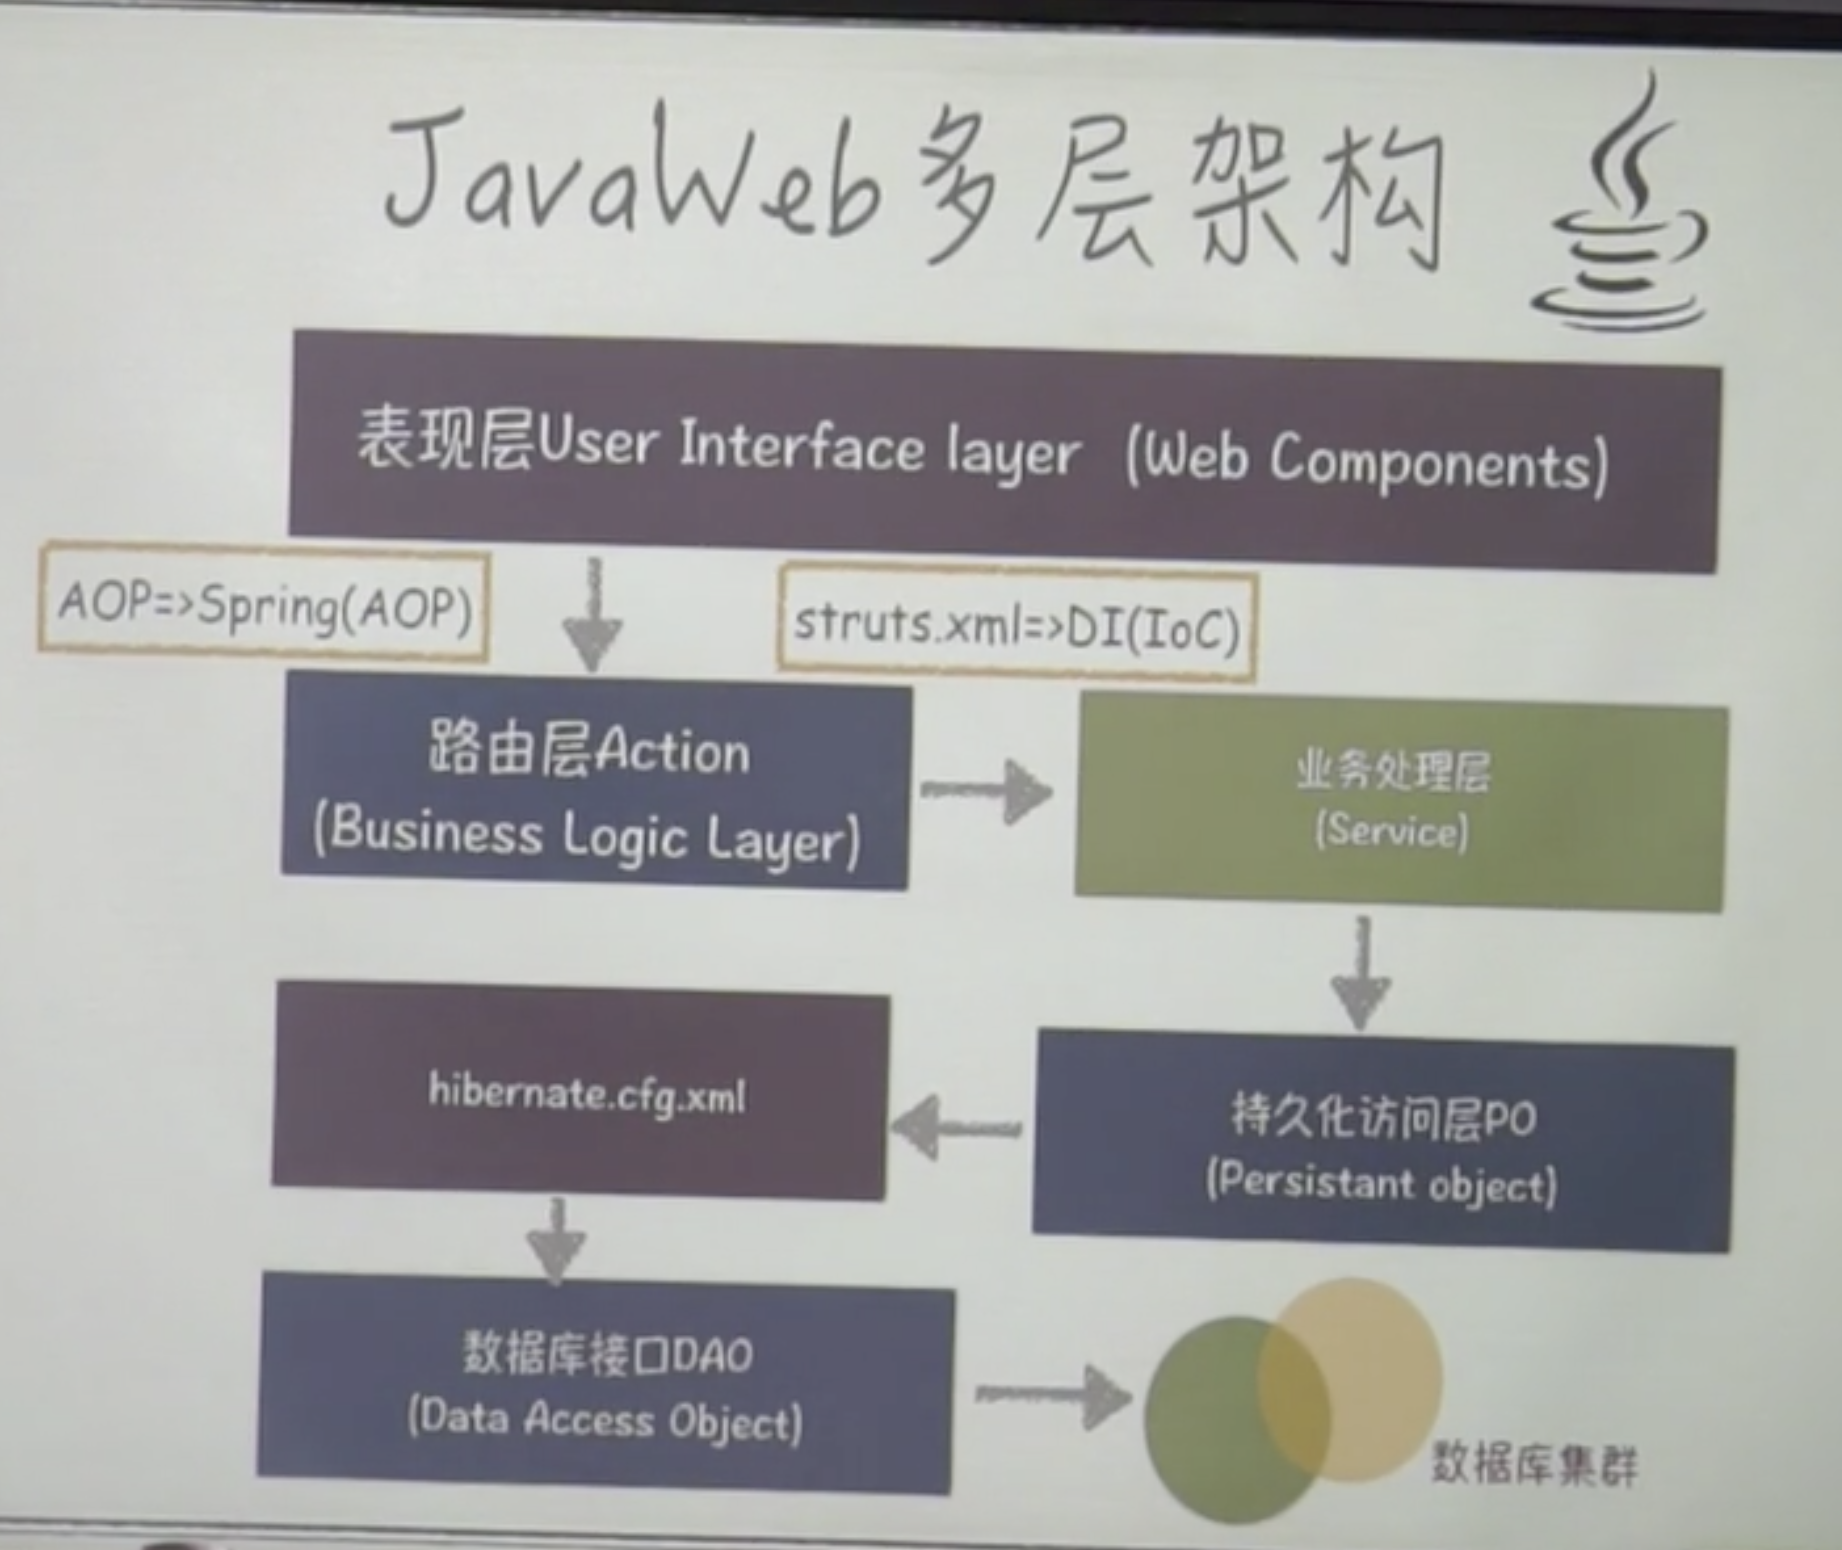 JavaWeb多层架构
表现层User Interface layer (Web Components)
AOP=>Spring(AOP)
struts.xml=>DI(IoC)
路由层Action
(Business Logic Layer)
业务处理层
(Service)
hibernate.cfg.xml
持久化访问层PO
(Persistant object)
数据库接口DAO
(Data Access Object)
数据库集群